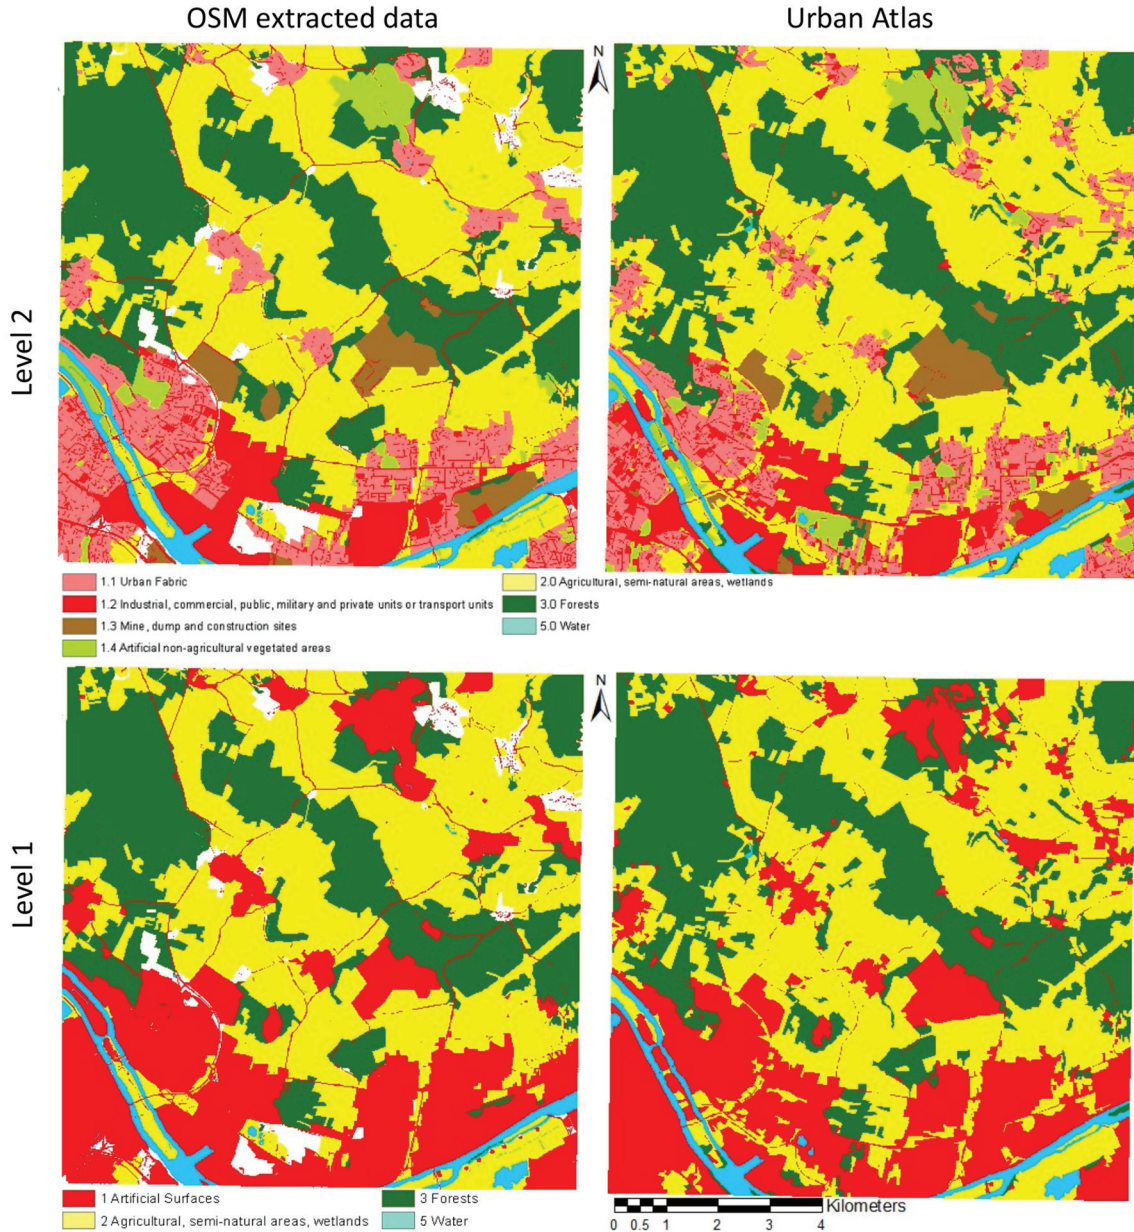 OSM extracted data
Urban Atlas
N
Level 2
1.1 Urban Fabric
1.2 Industrial, commercial, public, military and private units or transport units
1.3 Mine, dump and construction sites
1.4 Artificial non-agricultural vegetated areas
2.0 Agricultural, semi-natural areas, wetlands
3.0 Forests
5.0 Water
N
Level 1
1 Artificial Surfaces
2 Agricultural, semi-natural areas, wetlands
3 Forests
5 Water
Kilometers
0 0.5 1 2 3 4